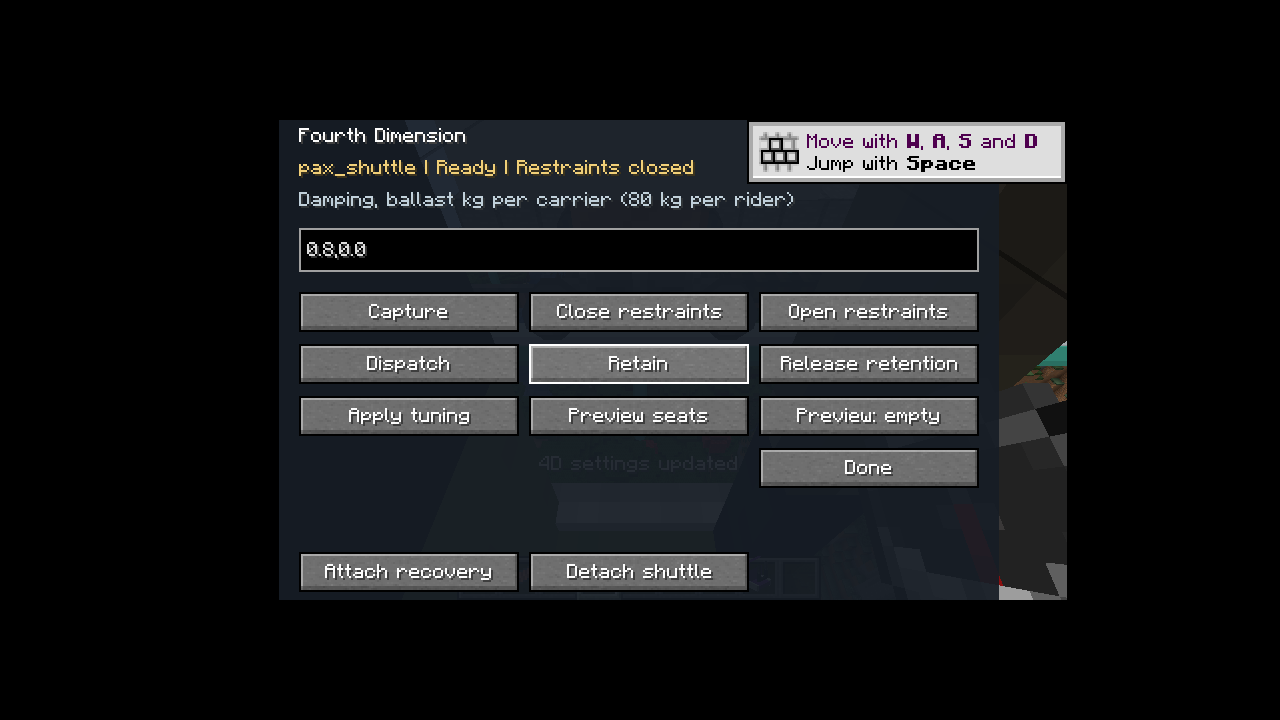 Fourth Dimension
Move with W, A, S and D
Jump with Space
pax_shuttle | Ready | Restraints closed
Damping, ballast kg per carrier (80 kg per rider)
0.8,0.0
Capture
Close restraints
Open restraints
Dispatch
Retain
Release retention
Apply tuning
Preview seats
Preview: empty
4D settings updated
Done
Attach recovery
Detach shuttle